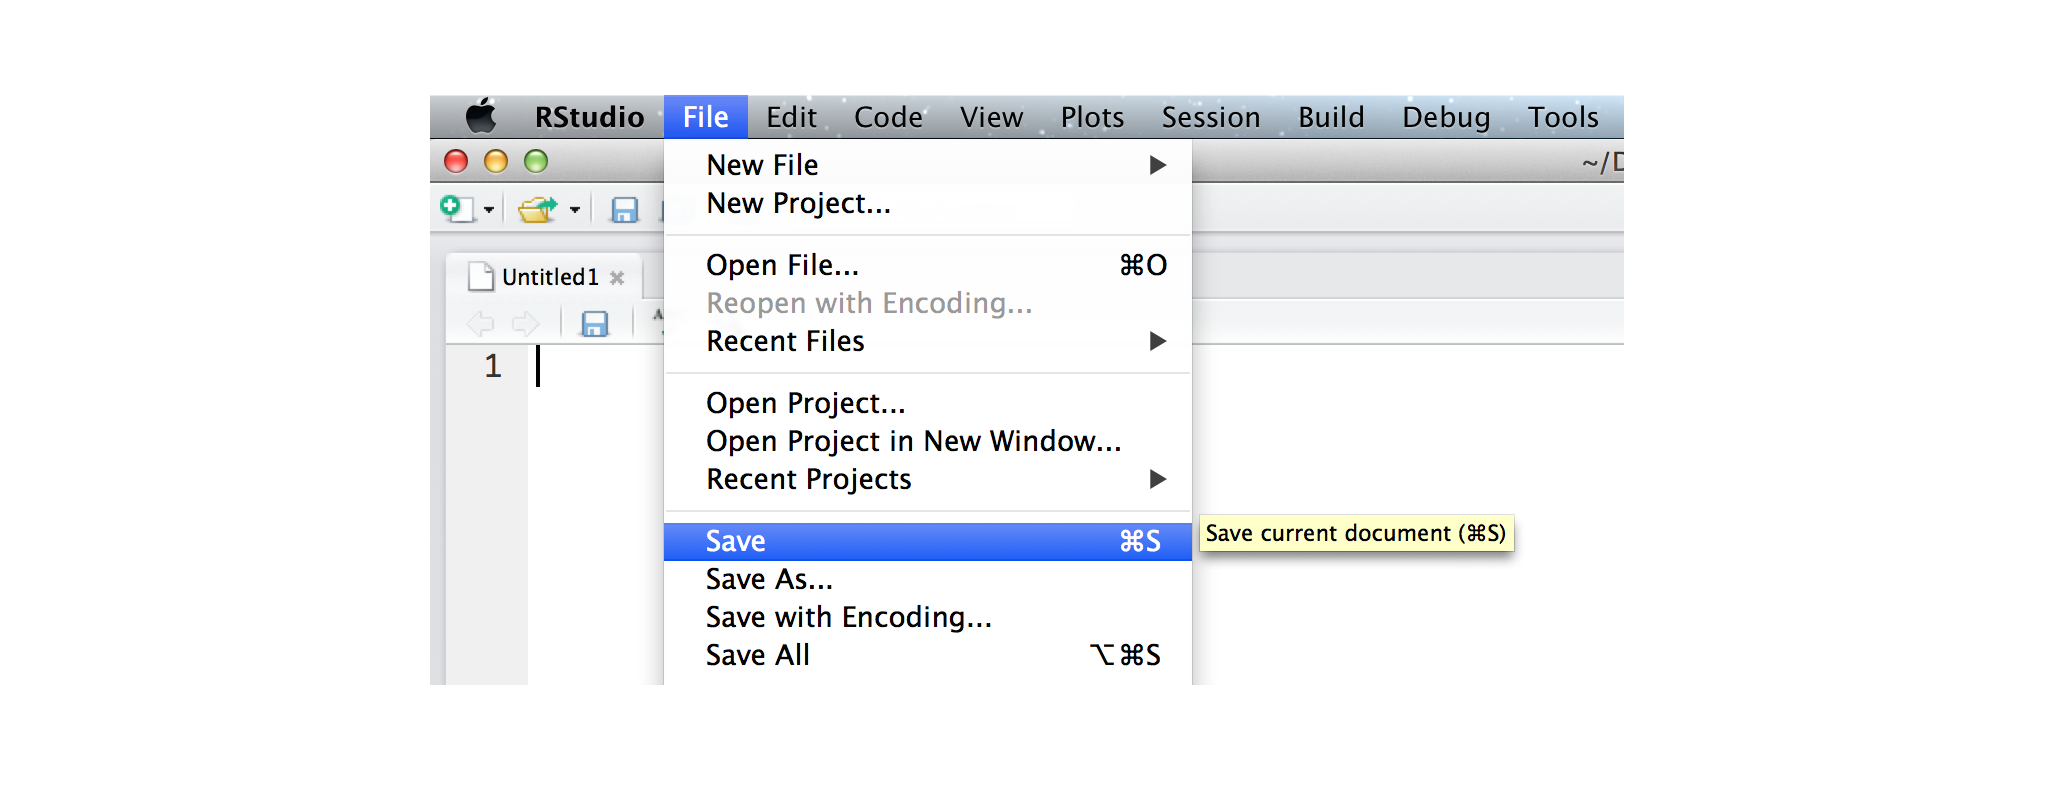 RStudio File Edit Code View Plots Session Build Debug Tools
~/D
New File
New Project...
Open File... ⌘O
Reopen with Encoding...
Recent Files
Open Project...
Open Project in New Window...
Recent Projects
Save ⌘S
Save As...
Save with Encoding...
Save All ⌥⌘S
Save current document (⌘S)
Untitled1
1